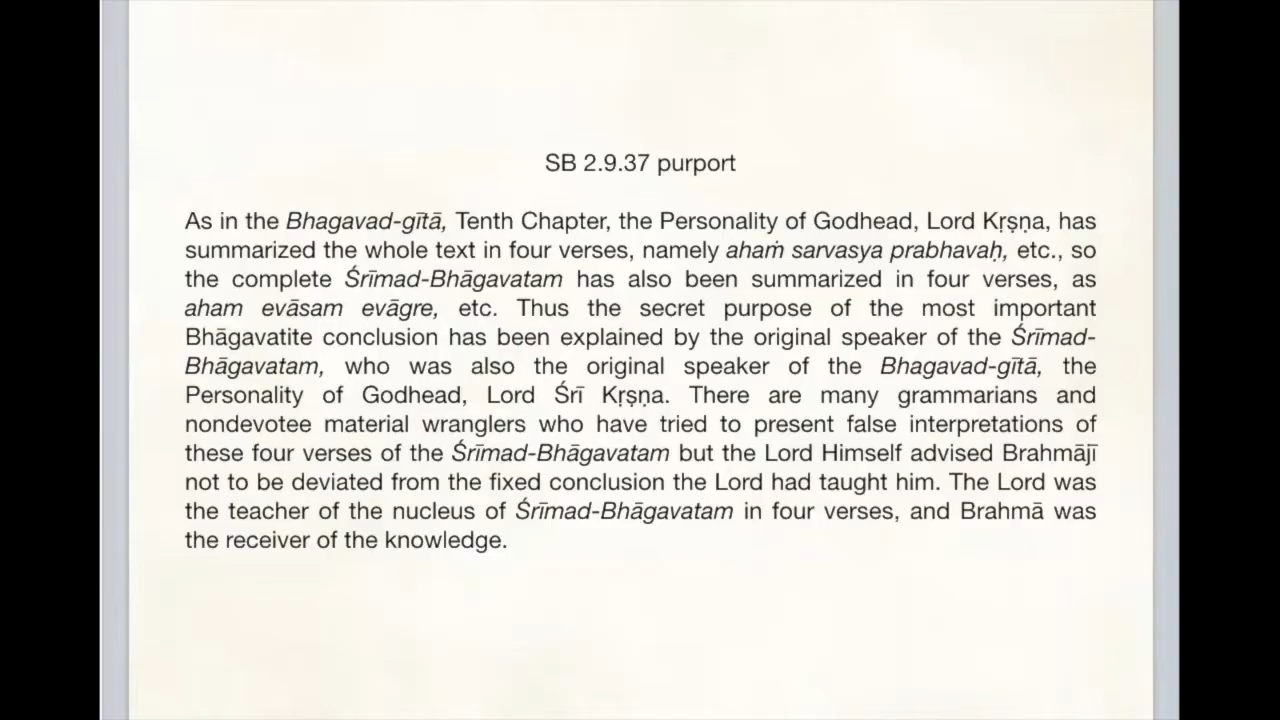 SB 2.9.37 purport
As in the Bhagavad-gītā, Tenth Chapter, the Personality of Godhead, Lord Kṛṣṇa, has
summarized the whole text in four verses, namely ahaṁ sarvasya prabhavaḥ, etc., so
the complete Śrīmad-Bhāgavatam has also been summarized in four verses, as
aham evāsam evāgre, etc. Thus the secret purpose of the most important
Bhāgavatite conclusion has been explained by the original speaker of the Śrīmad-
Bhāgavatam, who was also the original speaker of the Bhagavad-gītā, the
Personality of Godhead, Lord Śrī Kṛṣṇa. There are many grammarians and
nondevotee material wranglers who have tried to present false interpretations of
these four verses of the Śrīmad-Bhāgavatam but the Lord Himself advised Brahmājī
not to be deviated from the fixed conclusion the Lord had taught him. The Lord was
the teacher of the nucleus of Śrīmad-Bhāgavatam in four verses, and Brahmā was
the receiver of the knowledge.